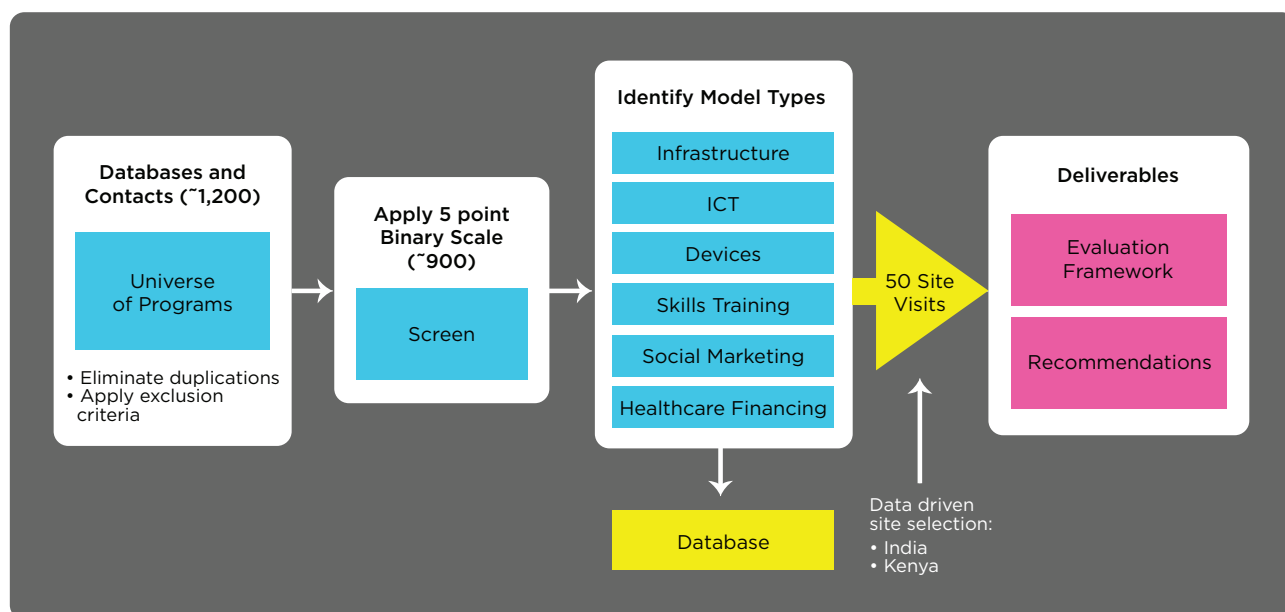 Databases and
Contacts (~1,200)
Universe
of Programs
• Eliminate duplications
• Apply exclusion
criteria
Apply 5 point
Binary Scale
(~900)
Screen
Identify Model Types
Infrastructure
ICT
Devices
Skills Training
Social Marketing
Healthcare Financing
Database
50 Site
Visits
Data driven
site selection:
• India
• Kenya
Deliverables
Evaluation
Framework
Recommendations